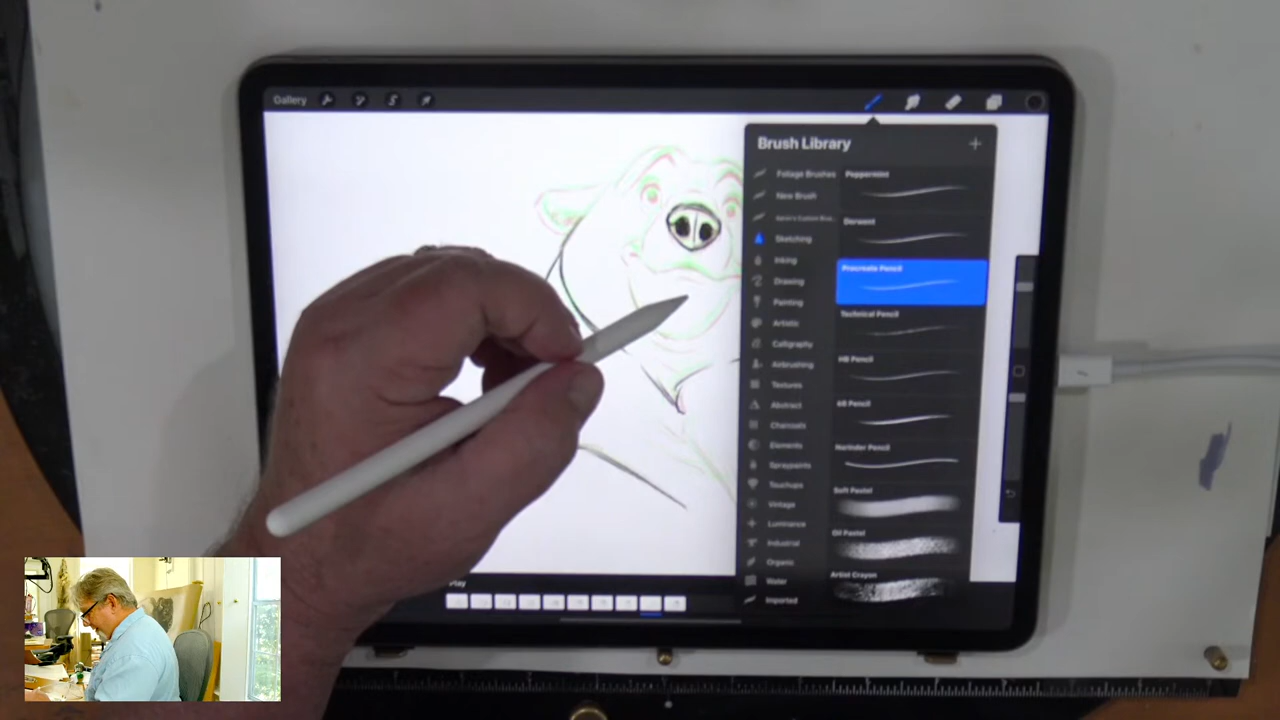 Gallery
Brush Library
Foliage Brushes
New Brush
Sketching
Inking
Drawing
Painting
Artistic
Calligraphy
Airbrushing
Textures
Abstract
Charcoals
Elements
Spraypaints
Touchups
Vintage
Luminance
Industrial
Organic
Water
Imported
Peppermint
Derwent
Procreate Pencil
Technical Pencil
HB Pencil
6B Pencil
Narinder Pencil
Soft Pastel
Oil Pastel
Artist Crayon
Play